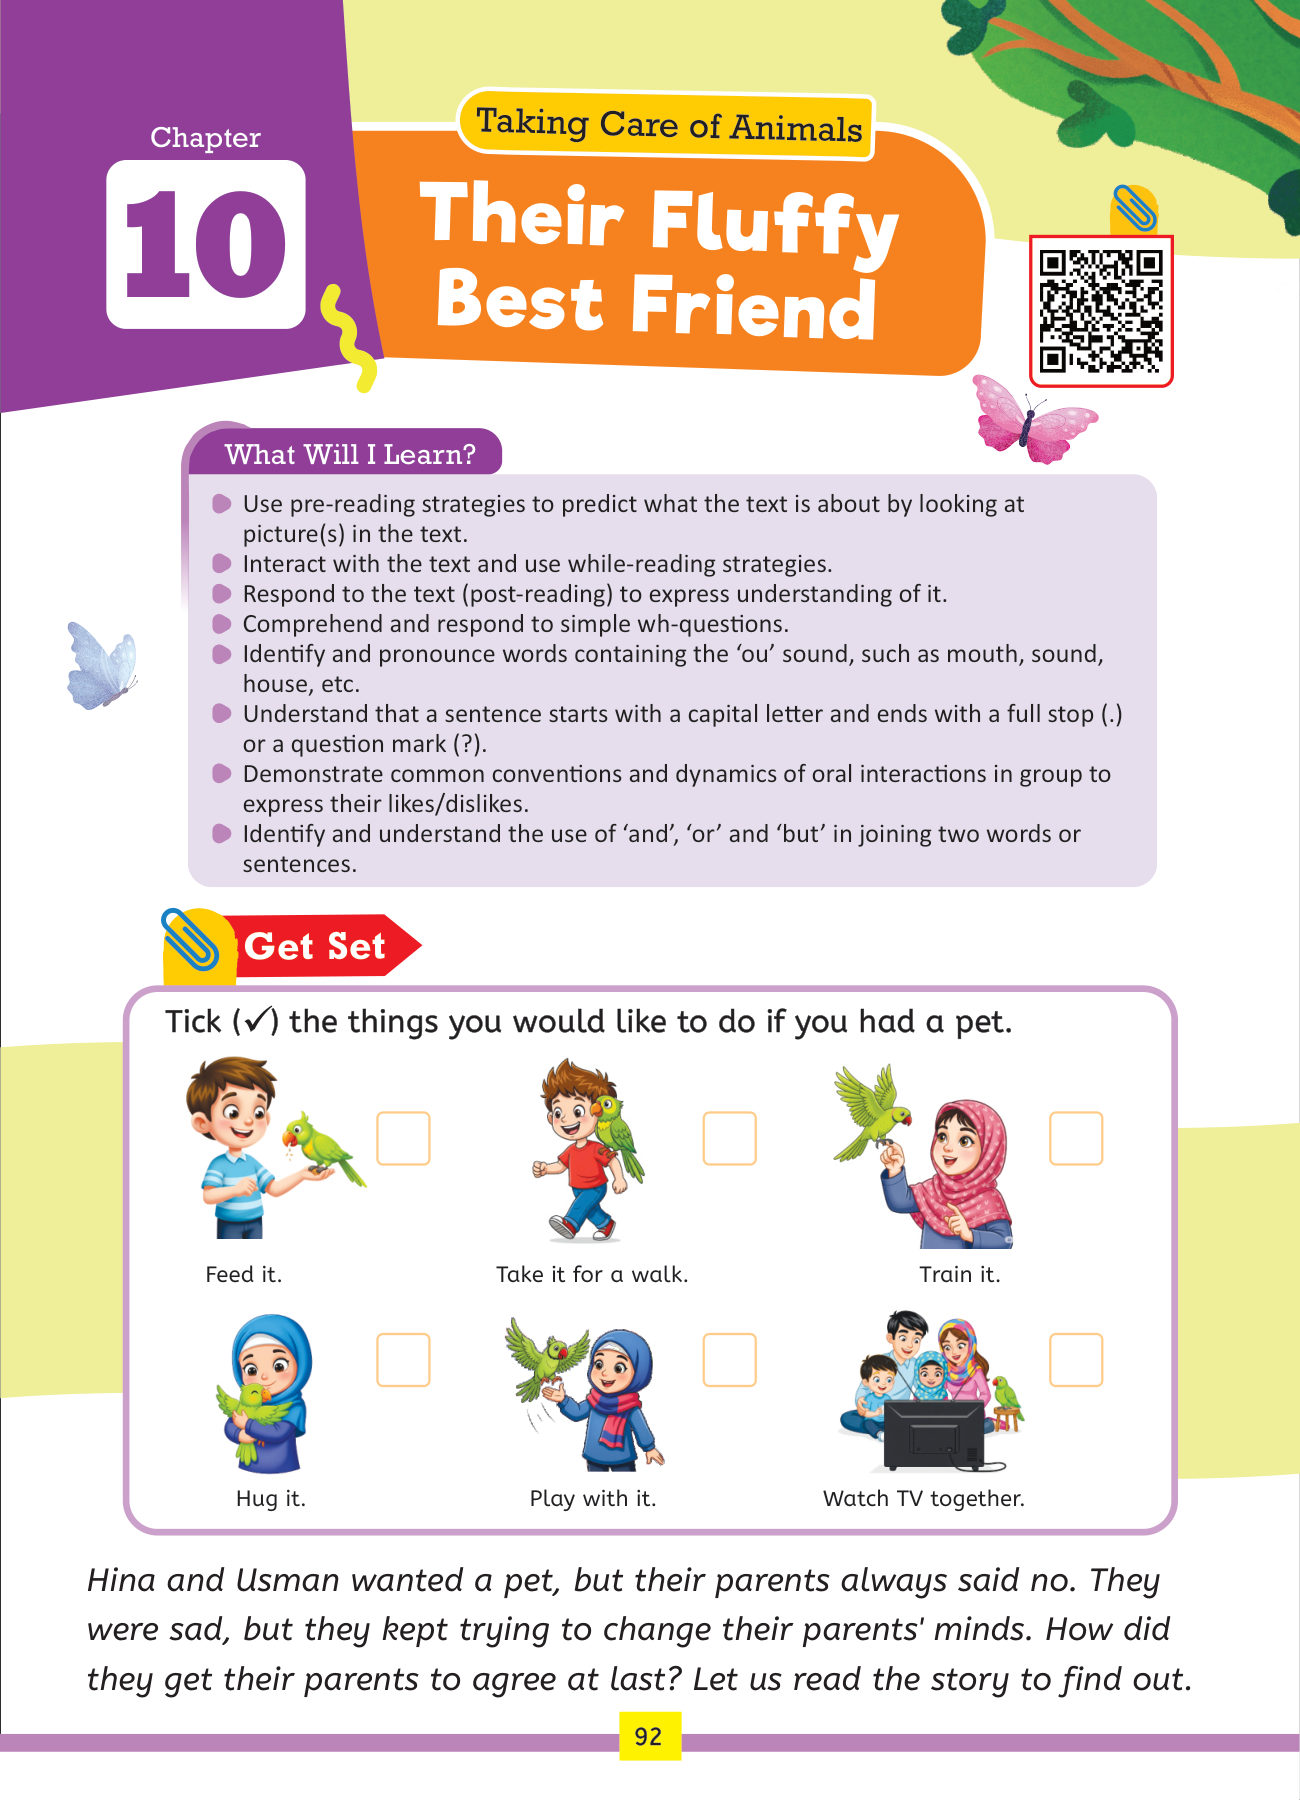 Chapter
10
Taking Care of Animals
Their Fluffy
Best Friend
What Will I Learn?
Use pre-reading strategies to predict what the text is about by looking at
picture(s) in the text.
Interact with the text and use while-reading strategies.
Respond to the text (post-reading) to express understanding of it.
Comprehend and respond to simple wh-questions.
Identify and pronounce words containing the ‘ou’ sound, such as mouth, sound,
house, etc.
Understand that a sentence starts with a capital letter and ends with a full stop (.)
or a question mark (?).
Demonstrate common conventions and dynamics of oral interactions in group to
express their likes/dislikes.
Identify and understand the use of ‘and’, ‘or’ and ‘but’ in joining two words or
sentences.
Get Set
Tick (✓) the things you would like to do if you had a pet.
Feed it.
Take it for a walk.
Train it.
Hug it.
Play with it.
Watch TV together.
Hina and Usman wanted a pet, but their parents always said no. They
were sad, but they kept trying to change their parents' minds. How did
they get their parents to agree at last? Let us read the story to find out.
92